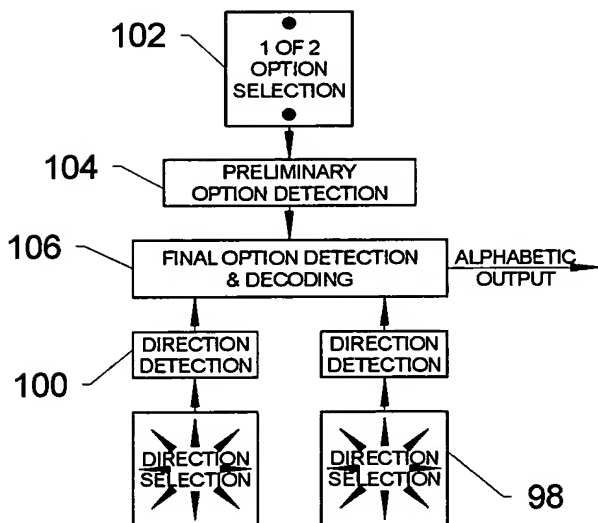 102
1 OF 2
OPTION
SELECTION
104
PRELIMINARY
OPTION DETECTION
106
FINAL OPTION DETECTION
& DECODING
ALPHABETIC
OUTPUT
100
DIRECTION
DETECTION
DIRECTION
DETECTION
DIRECTION
SELECTION
DIRECTION
SELECTION
98